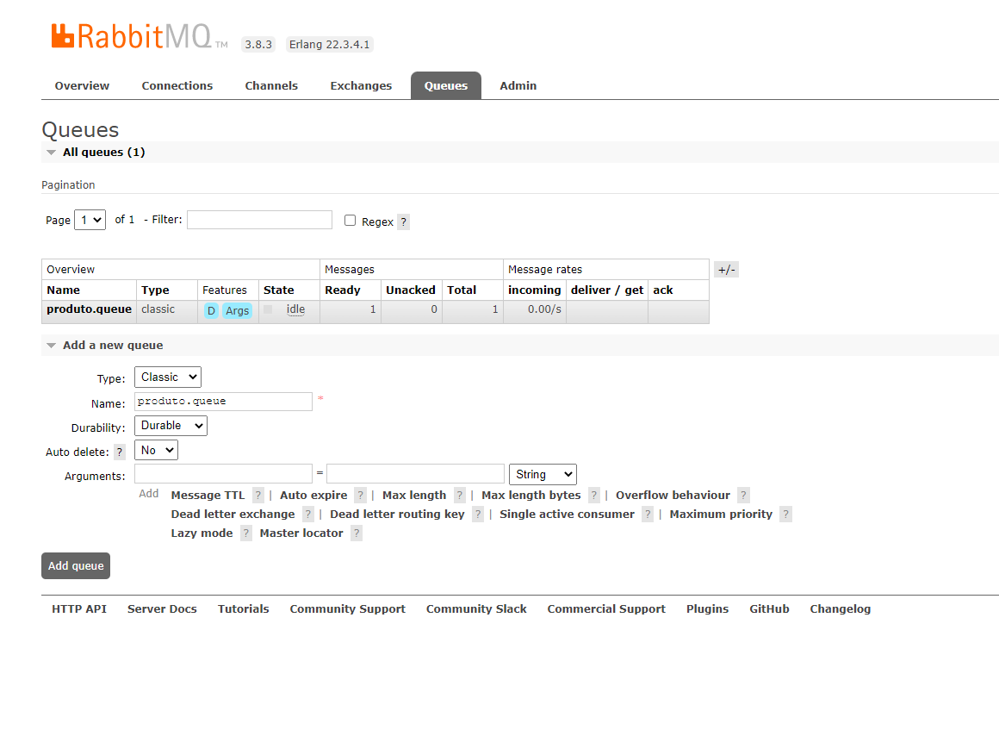 RabbitMQ TM 3.8.3 Erlang 22.3.4.1
Overview Connections Channels Exchanges Queues Admin
Queues
All queues (1)
Pagination
Page 1 of 1 - Filter: Regex ?
Overview Messages Message rates +/-
Name Type Features State Ready Unacked Total incoming deliver / get ack
produto.queue classic D Args idle 1 0 1 0.00/s
Add a new queue
Type: Classic
Name: produto.queue *
Durability: Durable
Auto delete: ? No
Arguments: = String
Add Message TTL ? | Auto expire ? | Max length ? | Max length bytes ? | Overflow behaviour ?
Dead letter exchange ? | Dead letter routing key ? | Single active consumer ? | Maximum priority ?
Lazy mode ? Master locator ?
Add queue
HTTP API Server Docs Tutorials Community Support Community Slack Commercial Support Plugins GitHub Changelog